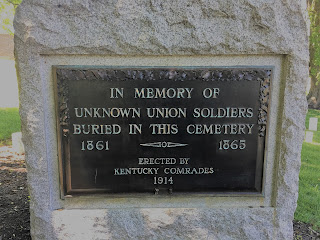 IN MEMORY OF
UNKNOWN UNION SOLDIERS
BURIED IN THIS CEMETERY
1861 1865
ERECTED BY
KENTUCKY COMRADES
1914